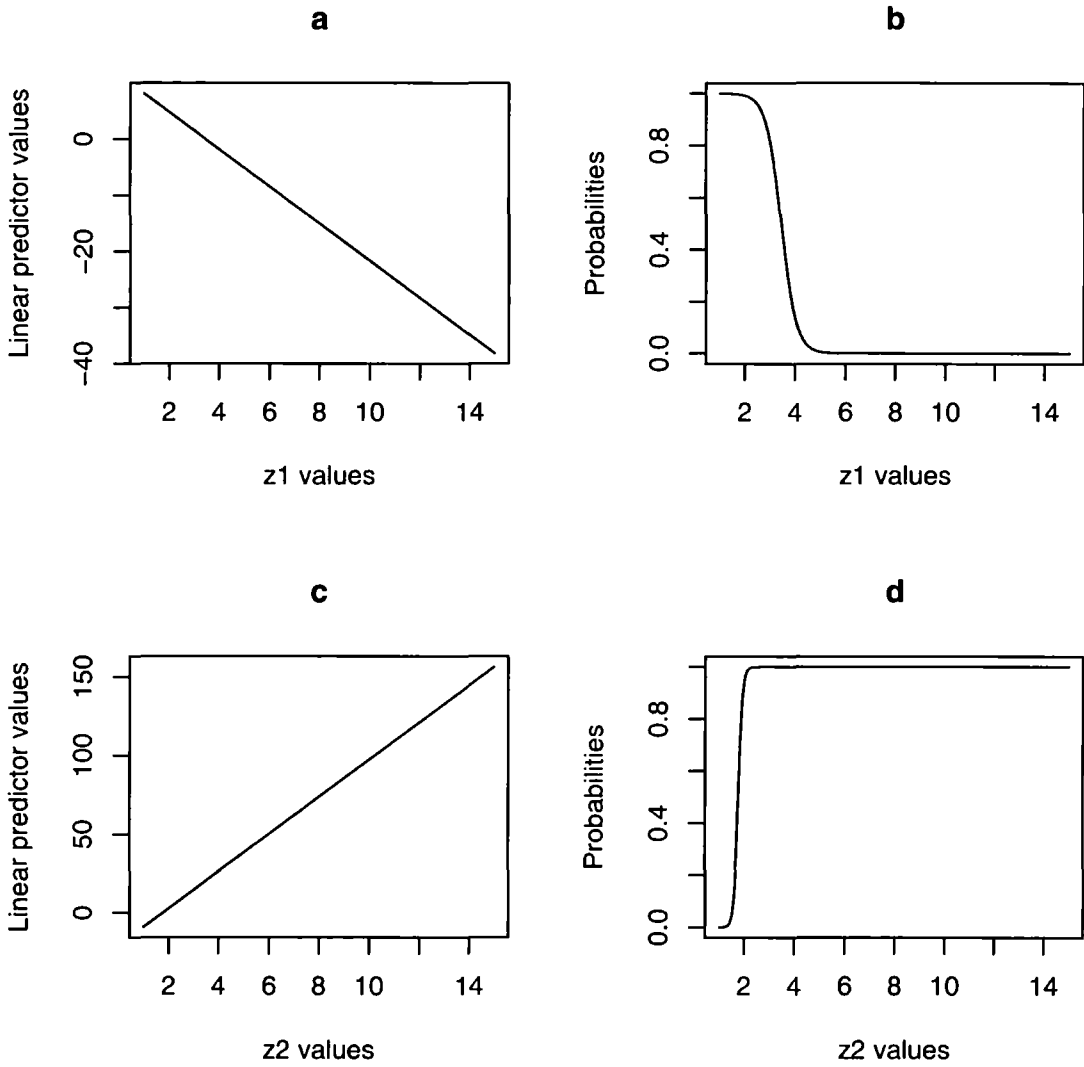 a
Linear predictor values
0
−20
−40
2 4 6 8 10 14
z1 values
b
Probabilities
0.8
0.4
0.0
2 4 6 8 10 14
z1 values
c
Linear predictor values
150
100
50
0
2 4 6 8 10 14
z2 values
d
Probabilities
0.8
0.4
0.0
2 4 6 8 10 14
z2 values